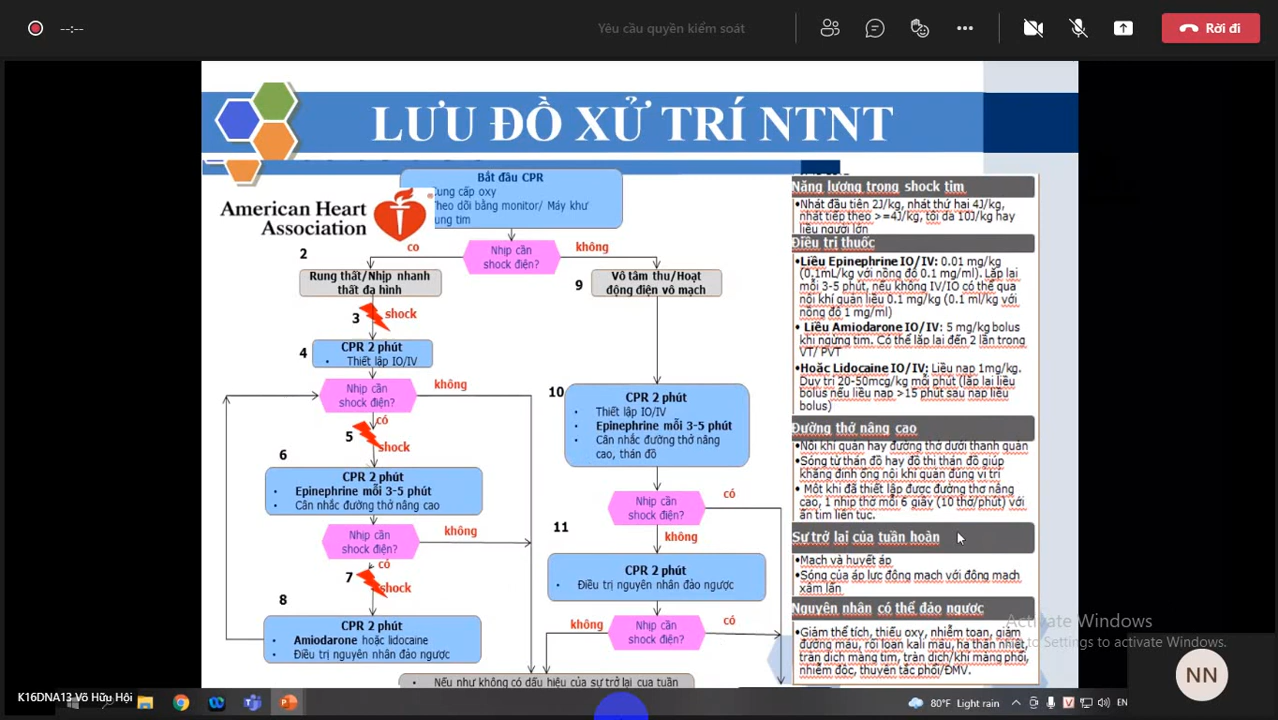 --:--
Yêu cầu quyền kiểm soát
Rời đi
LƯU ĐỒ XỬ TRÍ NTNT
American Heart Association®
Bắt đầu CPR
Cung cấp oxy
Theo dõi bằng monitor/ Máy khử
rung tim
2
có
Nhịp cần
shock điện?
không
Rung thất/Nhịp nhanh
thất đa hình
9
Vô tâm thu/Hoạt
động điện vô mạch
3
shock
4
CPR 2 phút
• Thiết lập IO/IV
Nhịp cần
shock điện?
không
có
5
shock
6
CPR 2 phút
• Epinephrine mỗi 3-5 phút
• Cân nhắc đường thở nâng cao
Nhịp cần
shock điện?
không
có
7
shock
8
CPR 2 phút
• Amiodarone hoặc lidocaine
• Điều trị nguyên nhân đảo ngược
10
CPR 2 phút
• Thiết lập IO/IV
• Epinephrine mỗi 3-5 phút
• Cân nhắc đường thở nâng
cao, thán đồ
Nhịp cần
shock điện?
có
11
không
CPR 2 phút
• Điều trị nguyên nhân đảo ngược
không
Nhịp cần
shock điện?
có
• Nếu như không có dấu hiệu của sự trở lại của tuần
Năng lượng trong shock tim
•Nhát đầu tiên 2J/kg, nhát thứ hai 4J/kg,
nhát tiếp theo >=4J/kg, tối đa 10J/kg hay
liều người lớn
Điều trị thuốc
•Liều Epinephrine IO/IV: 0.01 mg/kg
(0.1mL/kg với nồng độ 0.1 mg/ml). Lặp lại
mỗi 3-5 phút, nếu không IV/IO có thể qua
nội khí quản liều 0.1 mg/kg (0.1 ml/kg với
nồng độ 1 mg/ml)
• Liều Amiodarone IO/IV: 5 mg/kg bolus
khi ngừng tim. Có thể lặp lại đến 2 lần trong
VT/ PVT
•Hoặc Lidocaine IO/IV: Liều nạp 1mg/kg.
Duy trì 20-50mcg/kg mỗi phút (lặp lại liều
bolus nếu liều nạp >15 phút sau nạp liều
bolus)
Đường thở nâng cao
•Nội khí quản hay đường thở dưới thanh quản
•Sóng từ thán đồ hay đồ thị thán đồ giúp
khẳng định ống nội khí quản đúng vị trí
• Một khi đã thiết lập được đường thở nâng
cao, 1 nhịp thở mỗi 6 giây (10 thở/phút) với
ấn tim liên tục.
Sự trở lại của tuần hoàn
•Mạch và huyết áp
•Sóng của áp lực động mạch với động mạch
xâm lấn
Nguyên nhân có thể đảo ngược
•Giảm thể tích, thiếu oxy, nhiễm toan, giảm
đường máu, rối loạn kali máu, hạ thân nhiệt,
tràn dịch màng tim, tràn dịch/khí màng phổi,
nhiễm độc, thuyên tắc phổi/ĐMV.
Activate Windows
Go to Settings to activate Windows.
NN
K16DNA13 Võ Hữu Hội
80°F Light rain
EN